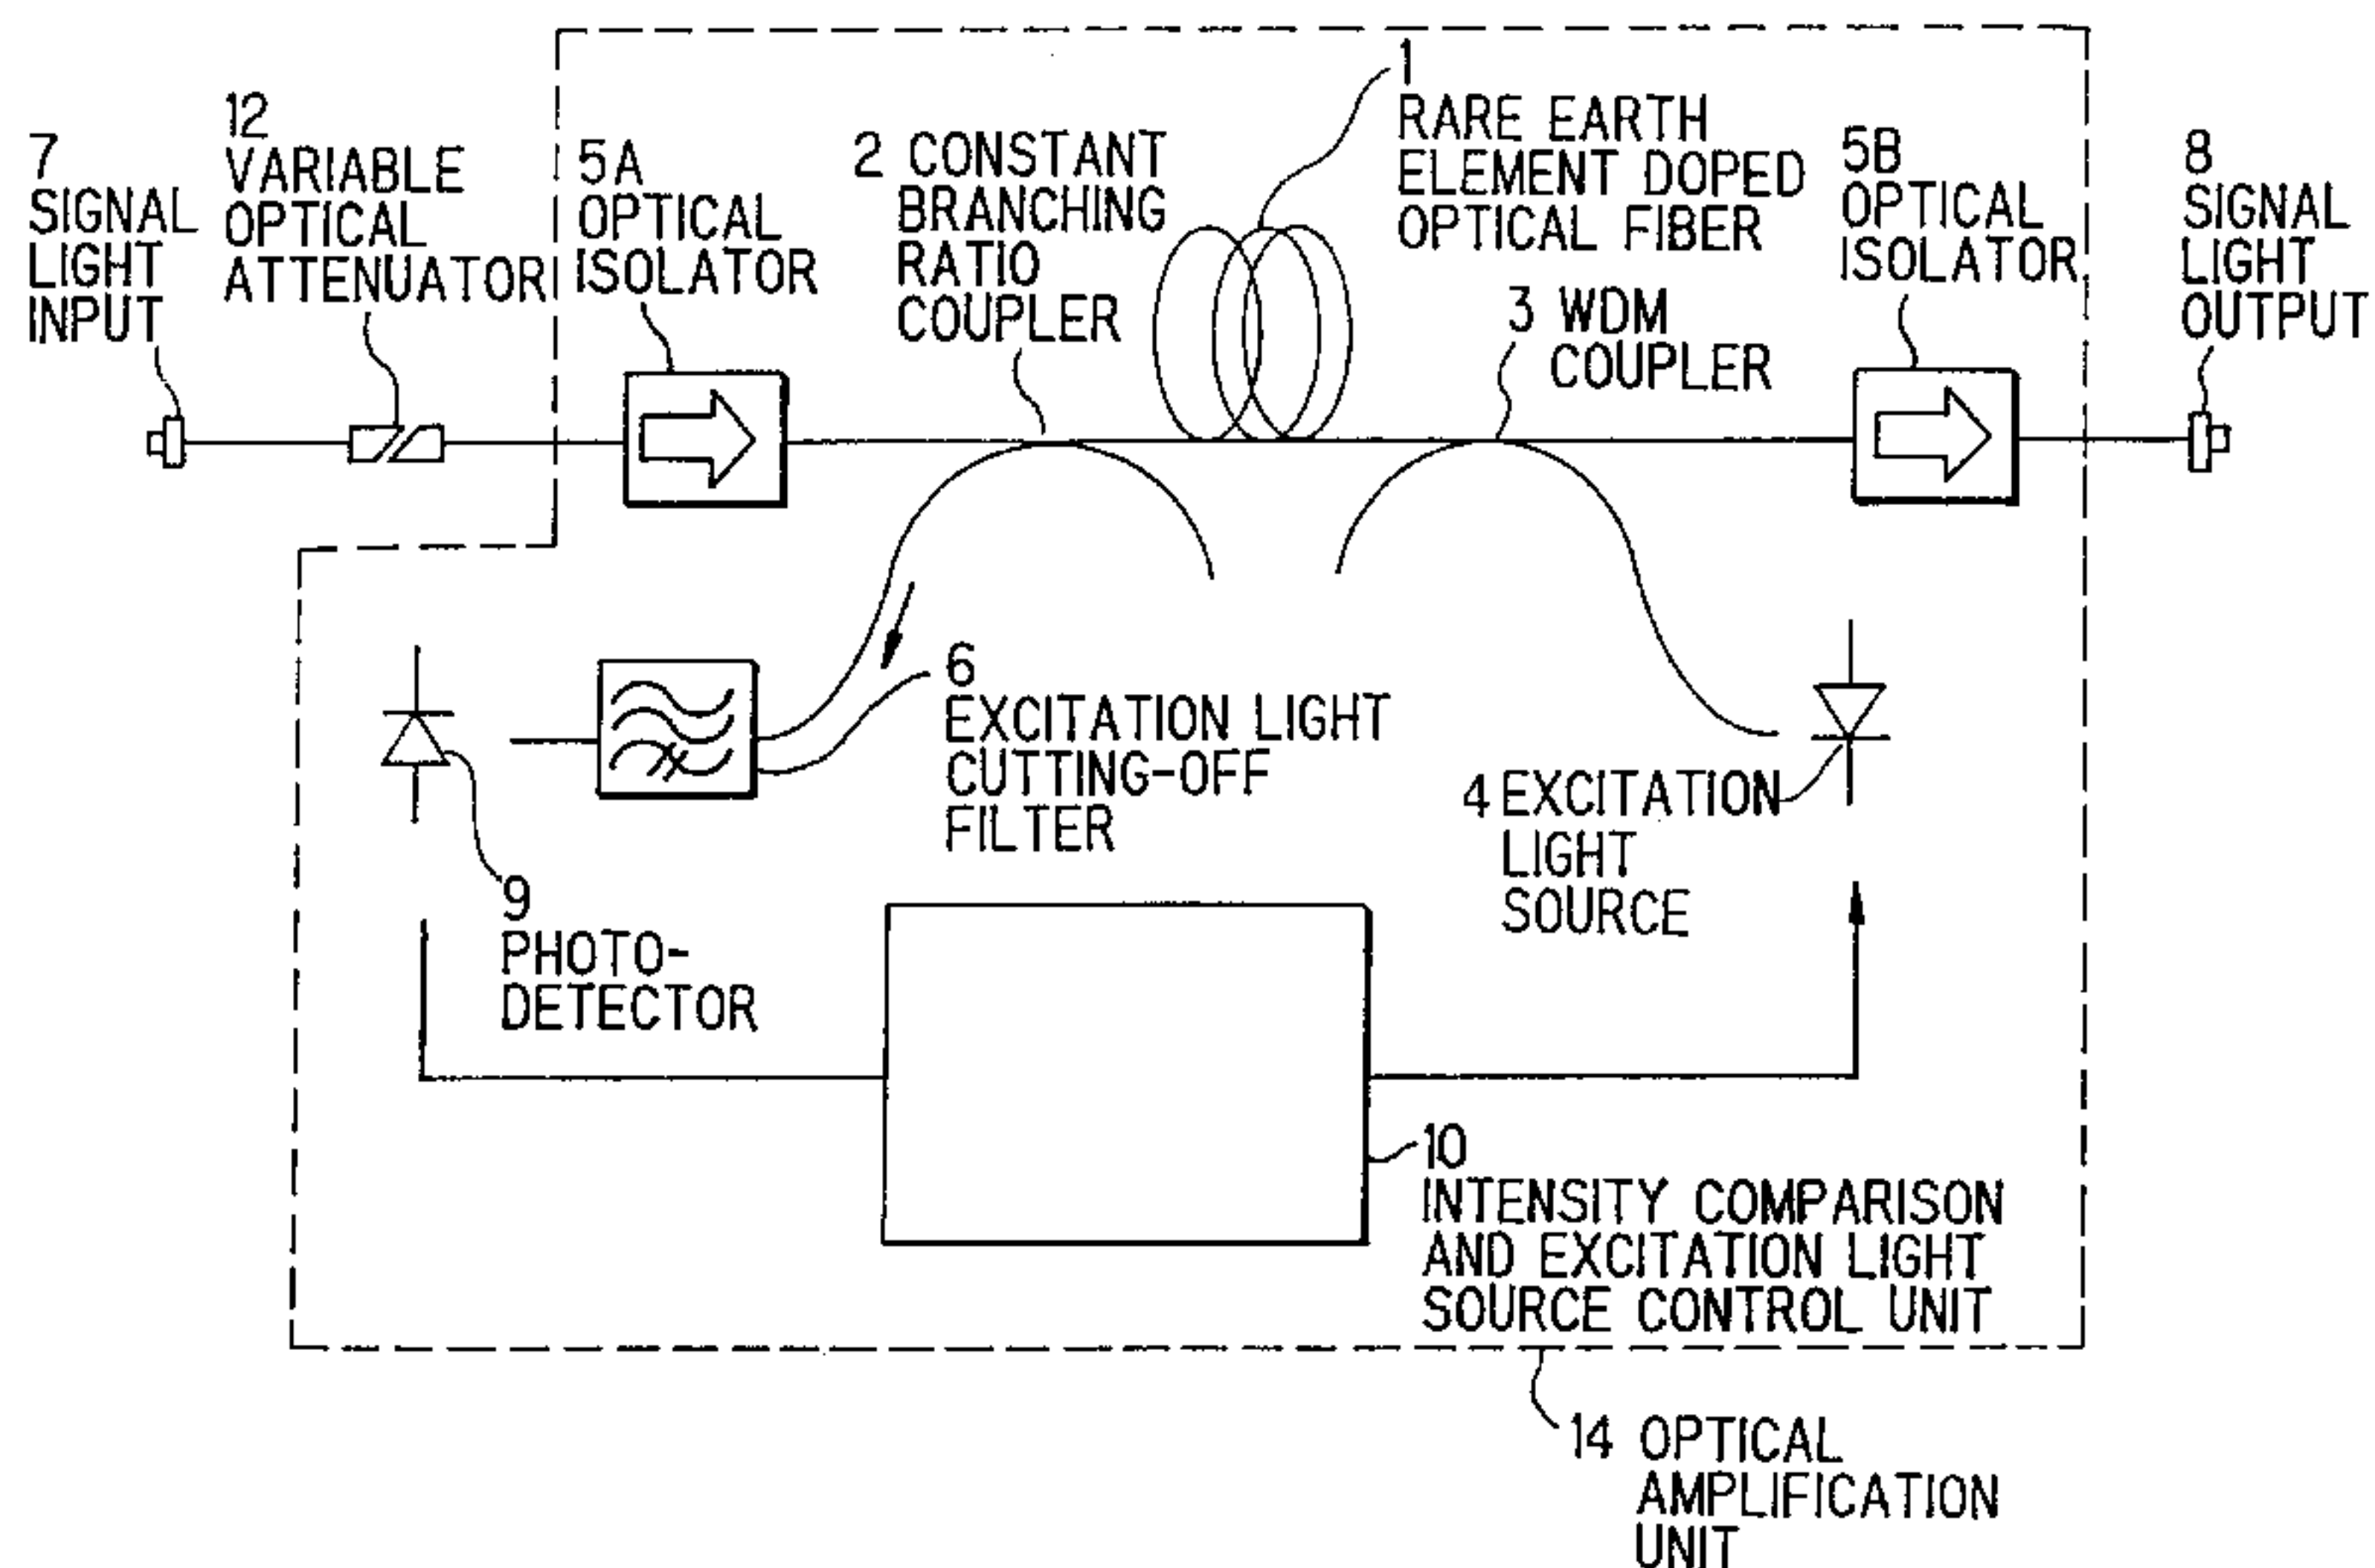 7
SIGNAL
LIGHT
INPUT
12
VARIABLE
OPTICAL
ATTENUATOR
5A
OPTICAL
ISOLATOR
2 CONSTANT
BRANCHING
RATIO
COUPLER
1
RARE EARTH
ELEMENT DOPED
OPTICAL FIBER
3 WDM
COUPLER
5B
OPTICAL
ISOLATOR
8
SIGNAL
LIGHT
OUTPUT
6
EXCITATION LIGHT
CUTTING-OFF
FILTER
4 EXCITATION
LIGHT
SOURCE
9
PHOTO-
DETECTOR
10
INTENSITY COMPARISON
AND EXCITATION LIGHT
SOURCE CONTROL UNIT
14 OPTICAL
AMPLIFICATION
UNIT